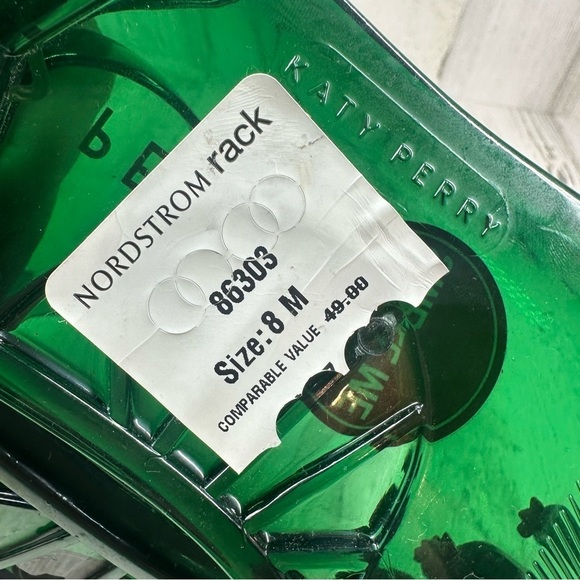 KATY PERRY
NORDSTROM rack
86303
Size: 8 M
COMPARABLE VALUE 49.00